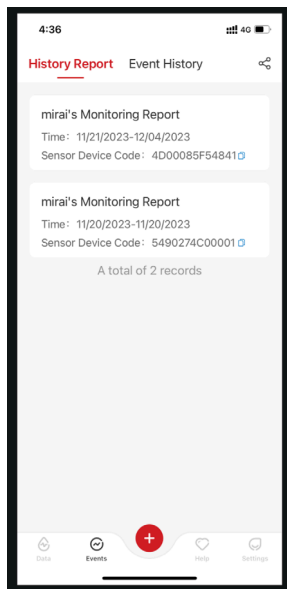 4:36
4G
History Report Event History
mirai's Monitoring Report
Time: 11/21/2023-12/04/2023
Sensor Device Code: 4D00085F54841
mirai's Monitoring Report
Time: 11/20/2023-11/20/2023
Sensor Device Code: 5490274C00001
A total of 2 records
Data Events Help Settings